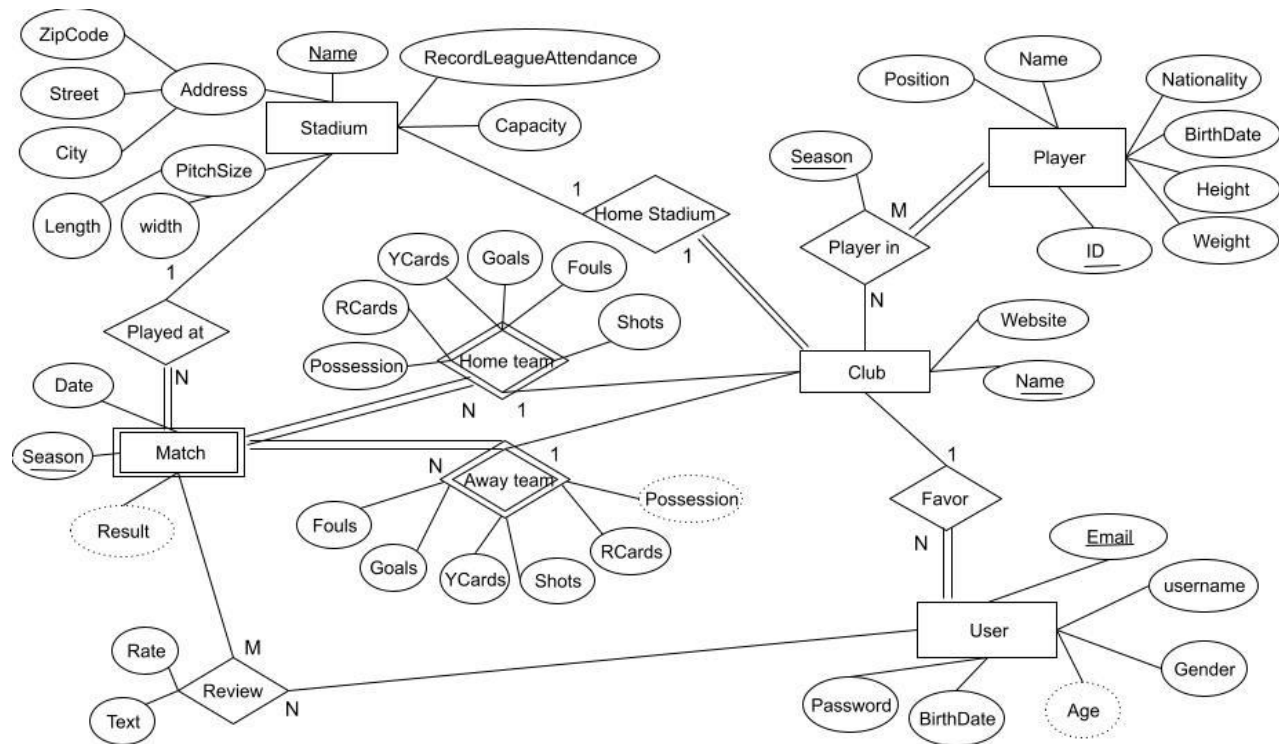 ZipCode
Name
RecordLeagueAttendance
Name
Position
Nationality
Street
Address
Stadium
Capacity
BirthDate
City
Season
Player
PitchSize
1
Height
Length
width
Home Stadium
M
Player in
ID
Weight
YCards
Goals
Fouls
1
1
N
RCards
Shots
Website
Played at
Possession
Home team
Club
Name
Date
N
N
1
Season
Match
N
1
1
Away team
Possession
Favor
Result
Fouls
Goals
YCards
Shots
RCards
N
Email
username
User
Rate
M
Gender
Review
N
Text
Password
BirthDate
Age